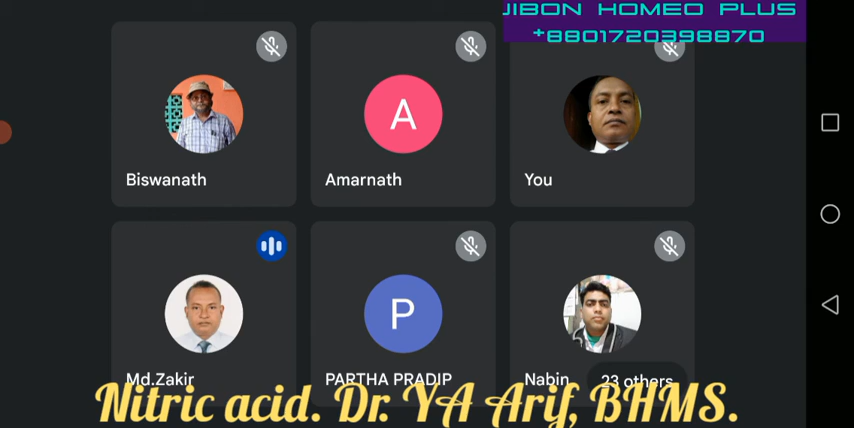 JIBON HOMEO PLUS
+8801720398870
Biswanath
A
Amarnath
You
Md.Zakir
P
PARTHA PRADIP
Nabin
23 others
Nitric acid. Dr. YA Arif, BHMS.